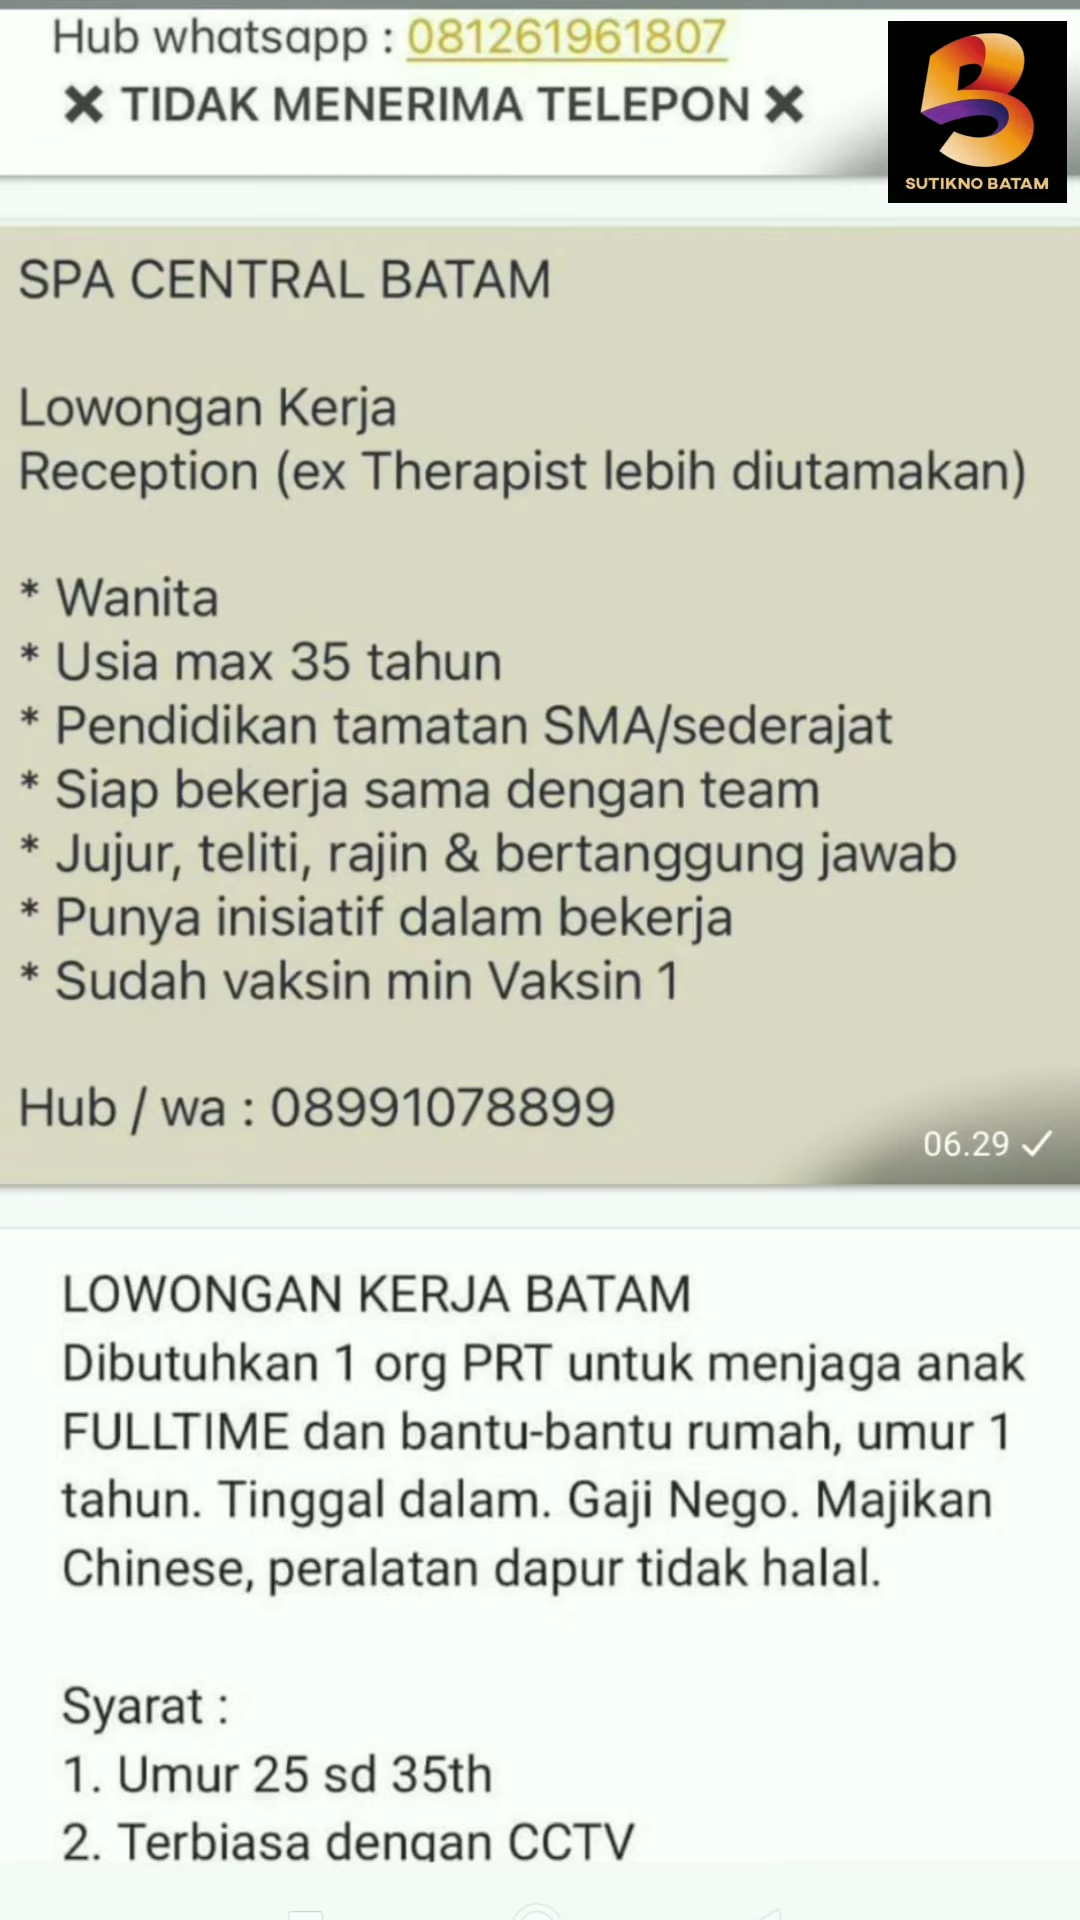 Hub whatsapp : 081261961807
❌ TIDAK MENERIMA TELEPON ❌
SUTIKNO BATAM
SPA CENTRAL BATAM
Lowongan Kerja
Reception (ex Therapist lebih diutamakan)
* Wanita
* Usia max 35 tahun
* Pendidikan tamatan SMA/sederajat
* Siap bekerja sama dengan team
* Jujur, teliti, rajin & bertanggung jawab
* Punya inisiatif dalam bekerja
* Sudah vaksin min Vaksin 1
Hub / wa : 08991078899
06.29 ✓
LOWONGAN KERJA BATAM
Dibutuhkan 1 org PRT untuk menjaga anak
FULLTIME dan bantu-bantu rumah, umur 1
tahun. Tinggal dalam. Gaji Nego. Majikan
Chinese, peralatan dapur tidak halal.
Syarat :
1. Umur 25 sd 35th
2. Terbiasa dengan CCTV